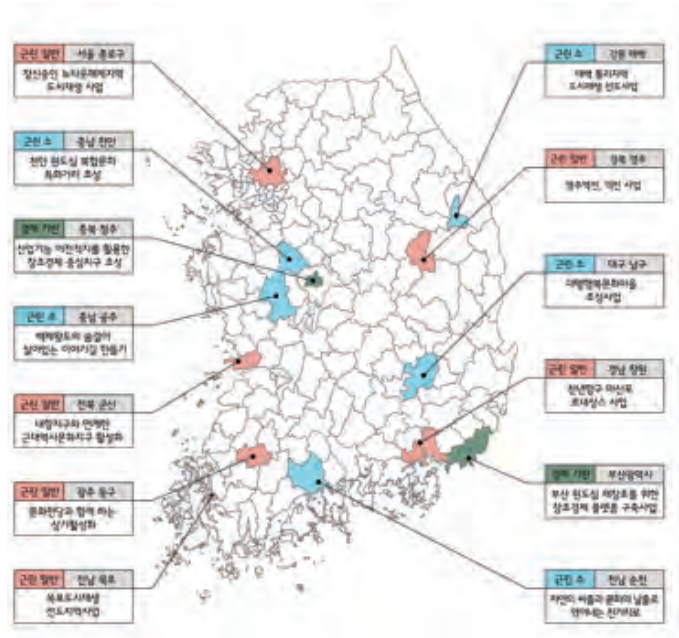 근린 일반 서울 종로구
창신숭인 뉴타운해제지역
도시재생 사업
근린 소 충남 천안
천안 원도심 복합문화
특화거리 조성
경제 기반 충북 청주
산업기능 이전적지를 활용한
창조경제 중심지구 조성
근린 소 충남 공주
백제왕도의 숨결이
살아있는 이야기길 만들기
근린 일반 전북 군산
내항지구와 연계한
근대역사문화지구 활성화
근린 일반 광주 동구
문화전당과 함께 하는
상가활성화
근린 일반 전남 목포
목포도시재생
선도지역사업
근린 소 강원 태백
태백 통리지역
도시재생 선도사업
근린 일반 경북 영주
사업
근린 소 대구 남구
대명행복문화마을
조성사업
근린 일반 경남 창원
천년항구 마산포
르네상스 사업
경제 기반 부산광역시
부산 원도심 재창조를 위한
창조경제 플랫폼 구축사업
근린 소 전남 순천
자연의 씨줄과 문화의 날줄로
엮어내는 천가지로